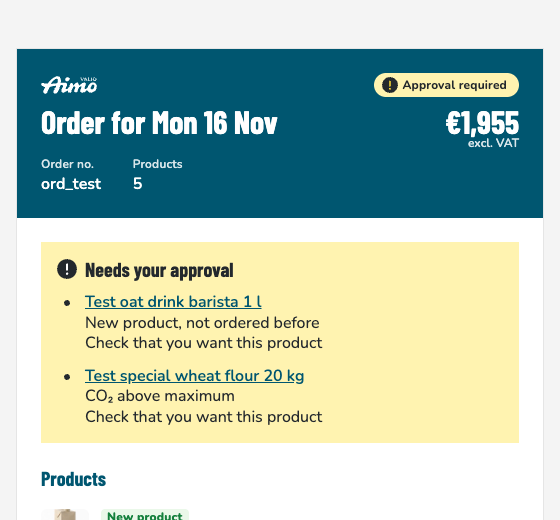 Aimo VALIO
Approval required
Order for Mon 16 Nov
€1,955
excl. VAT
Order no.
Products
ord_test
5
Needs your approval
• Test oat drink barista 1 l
New product, not ordered before
Check that you want this product
• Test special wheat flour 20 kg
CO₂ above maximum
Check that you want this product
Products
New product